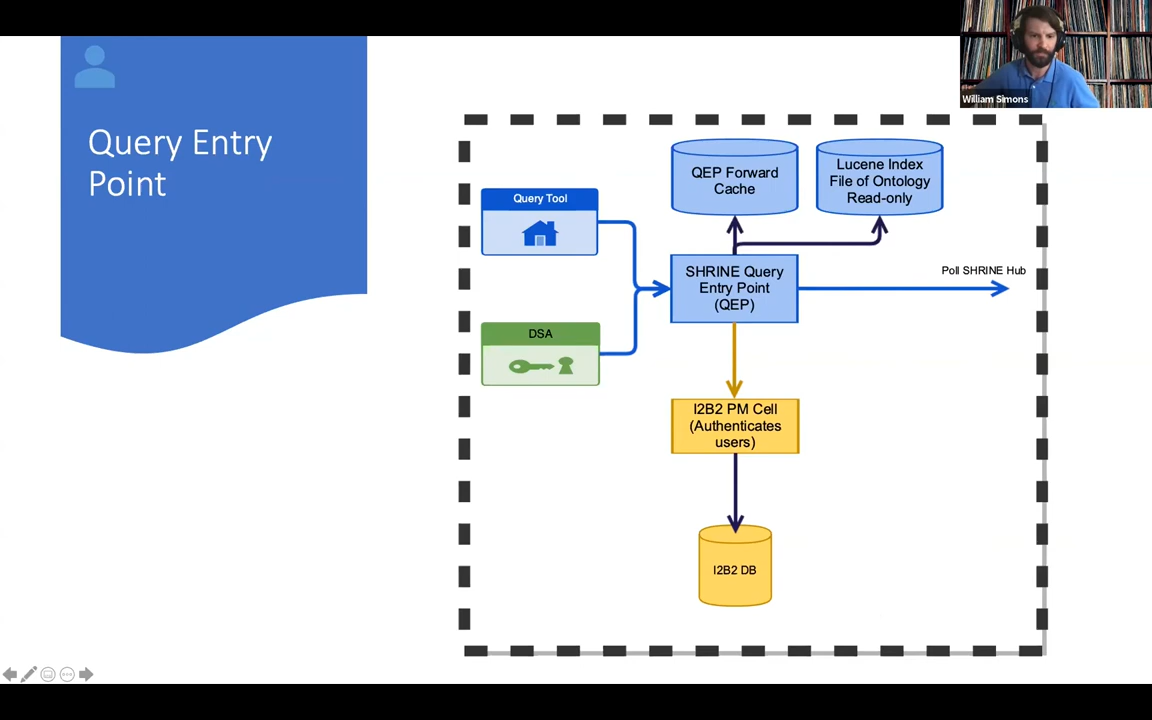 William Simons
Query Entry
Point
Query Tool
DSA
QEP Forward
Cache
Lucene Index
File of Ontology
Read-only
SHRINE Query
Entry Point
(QEP)
Poll SHRINE Hub
I2B2 PM Cell
(Authenticates
users)
I2B2 DB